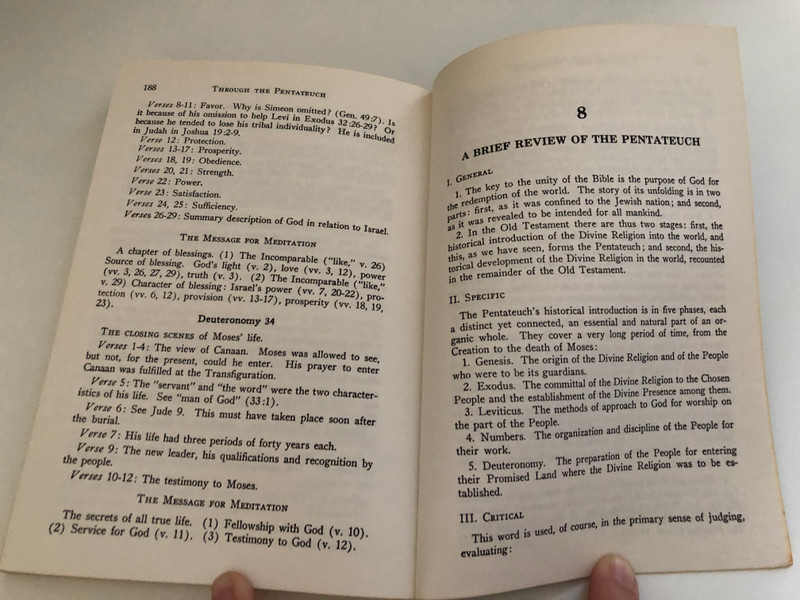 188
THROUGH THE PENTATEUCH
Verses 8-11: Favor. Why is Simeon omitted? (Gen. 49:7). Is
it because of his omission to help Levi in Exodus 32:26-29? Or
because he tended to lose his tribal individuality? He is included
in Judah in Joshua 19:2-9.
Verse 12: Protection.
Verses 13-17: Prosperity.
Verses 18, 19: Obedience.
Verses 20, 21: Strength.
Verse 22: Power.
Verse 23: Satisfaction.
Verses 24, 25: Sufficiency.
Verses 26-29: Summary description of God in relation to Israel.
THE MESSAGE FOR MEDITATION
A chapter of blessings. (1) The Incomparable ("like," v. 26)
Source of blessing. God's light (v. 2), love (vv. 3, 12), power
(vv. 3, 26, 27, 29), truth (v. 3). (2) The Incomparable ("like,"
v. 29) Character of blessing: Israel's power (vv. 7, 20-22), pro-
tection (vv. 6, 12), provision (vv. 13-17), prosperity (vv. 18, 19,
23).
Deuteronomy 34
THE CLOSING SCENES of Moses' life.
Verses 1-4: The view of Canaan. Moses was allowed to see,
but not, for the present, could he enter. His prayer to enter
Canaan was fulfilled at the Transfiguration.
Verse 5: The "servant" and "the word" were the two character-
istics of his life. See "man of God" (33:1).
Verse 6: See Jude 9. This must have taken place soon after
the burial.
Verse 7: His life had three periods of forty years each.
Verse 9: The new leader, his qualifications and recognition by
the people.
Verses 10-12: The testimony to Moses.
THE MESSAGE FOR MEDITATION
The secrets of all true life. (1) Fellowship with God (v. 10).
(2) Service for God (v. 11). (3) Testimony to God (v. 12).
8
A BRIEF REVIEW OF THE PENTATEUCH
I. GENERAL
1. The key to the unity of the Bible is the purpose of God for
the redemption of the world. The story of its unfolding is in two
parts: first, as it was confined to the Jewish nation; and second,
as it was revealed to be intended for all mankind.
2. In the Old Testament there are thus two stages: first, the
historical introduction of the Divine Religion into the world, and
this, as we have seen, forms the Pentateuch; and second, the his-
torical development of the Divine Religion in the world, recounted
in the remainder of the Old Testament.
II. SPECIFIC
The Pentateuch's historical introduction is in five phases, each
a distinct yet connected, an essential and natural part of an or-
ganic whole. They cover a very long period of time, from the
Creation to the death of Moses:
1. Genesis. The origin of the Divine Religion and of the People
who were to be its guardians.
2. Exodus. The committal of the Divine Religion to the Chosen
People and the establishment of the Divine Presence among them.
3. Leviticus. The methods of approach to God for worship on
the part of the People.
4. Numbers. The organization and discipline of the People for
their work.
5. Deuteronomy. The preparation of the People for entering
their Promised Land where the Divine Religion was to be es-
tablished.
III. CRITICAL
This word is used, of course, in the primary sense of judging,
evaluating: